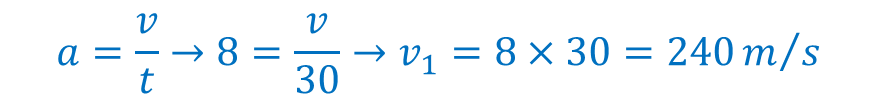 a = v/t → 8 = v/30 → v₁ = 8 × 30 = 240 m/s